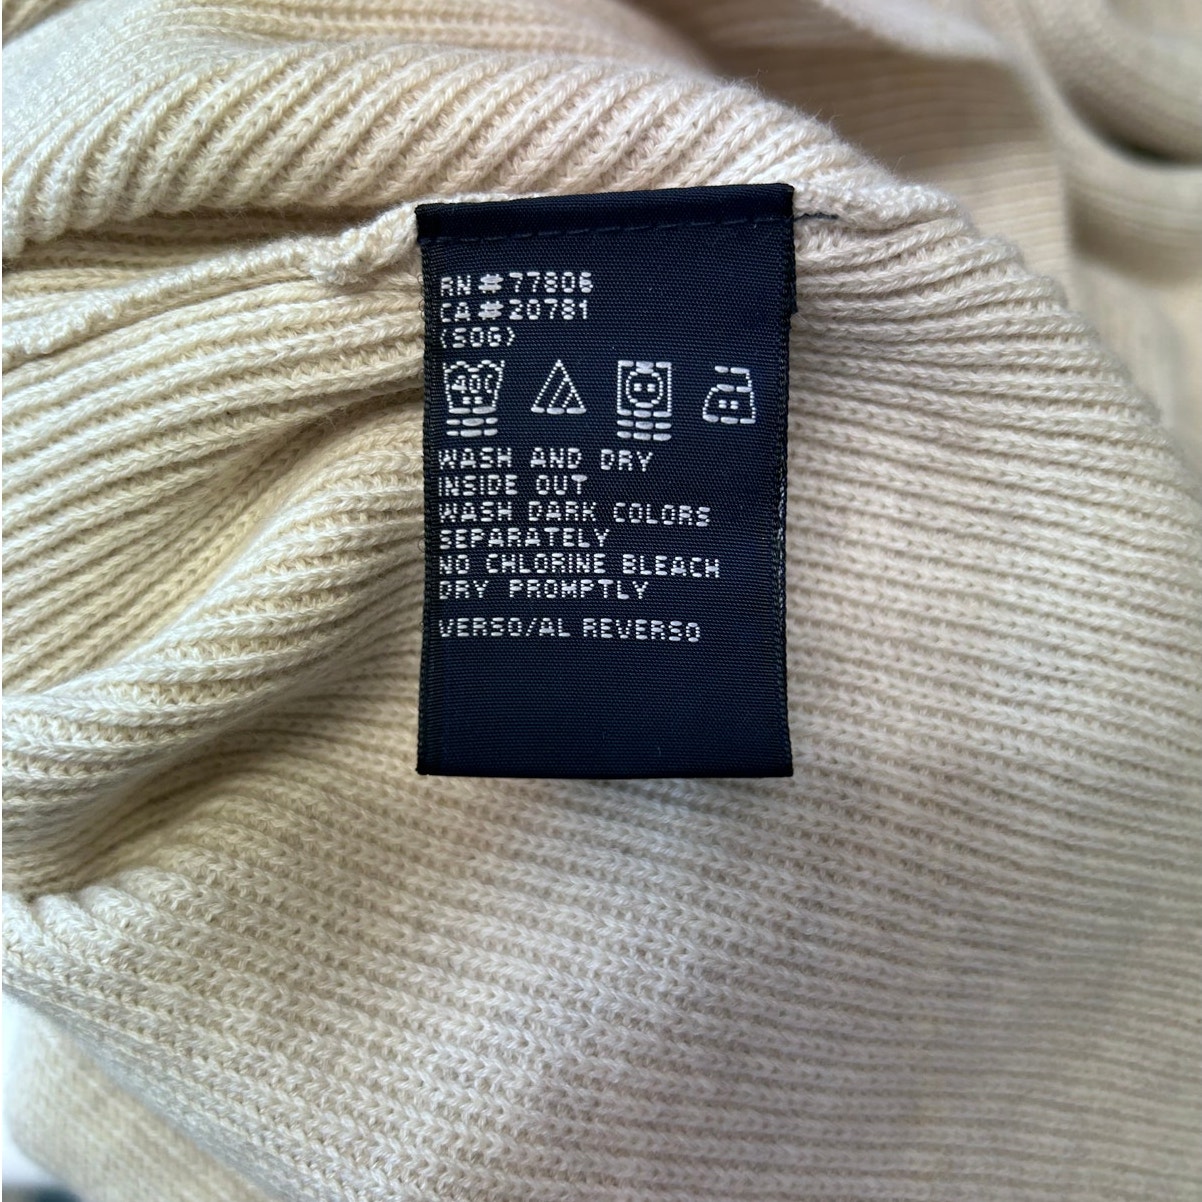 RN #77806
CA #20781
(SOG)
40C
WASH AND DRY
INSIDE OUT
WASH DARK COLORS
SEPARATELY
NO CHLORINE BLEACH
DRY PROMPTLY
VERSO/AL REVERSO